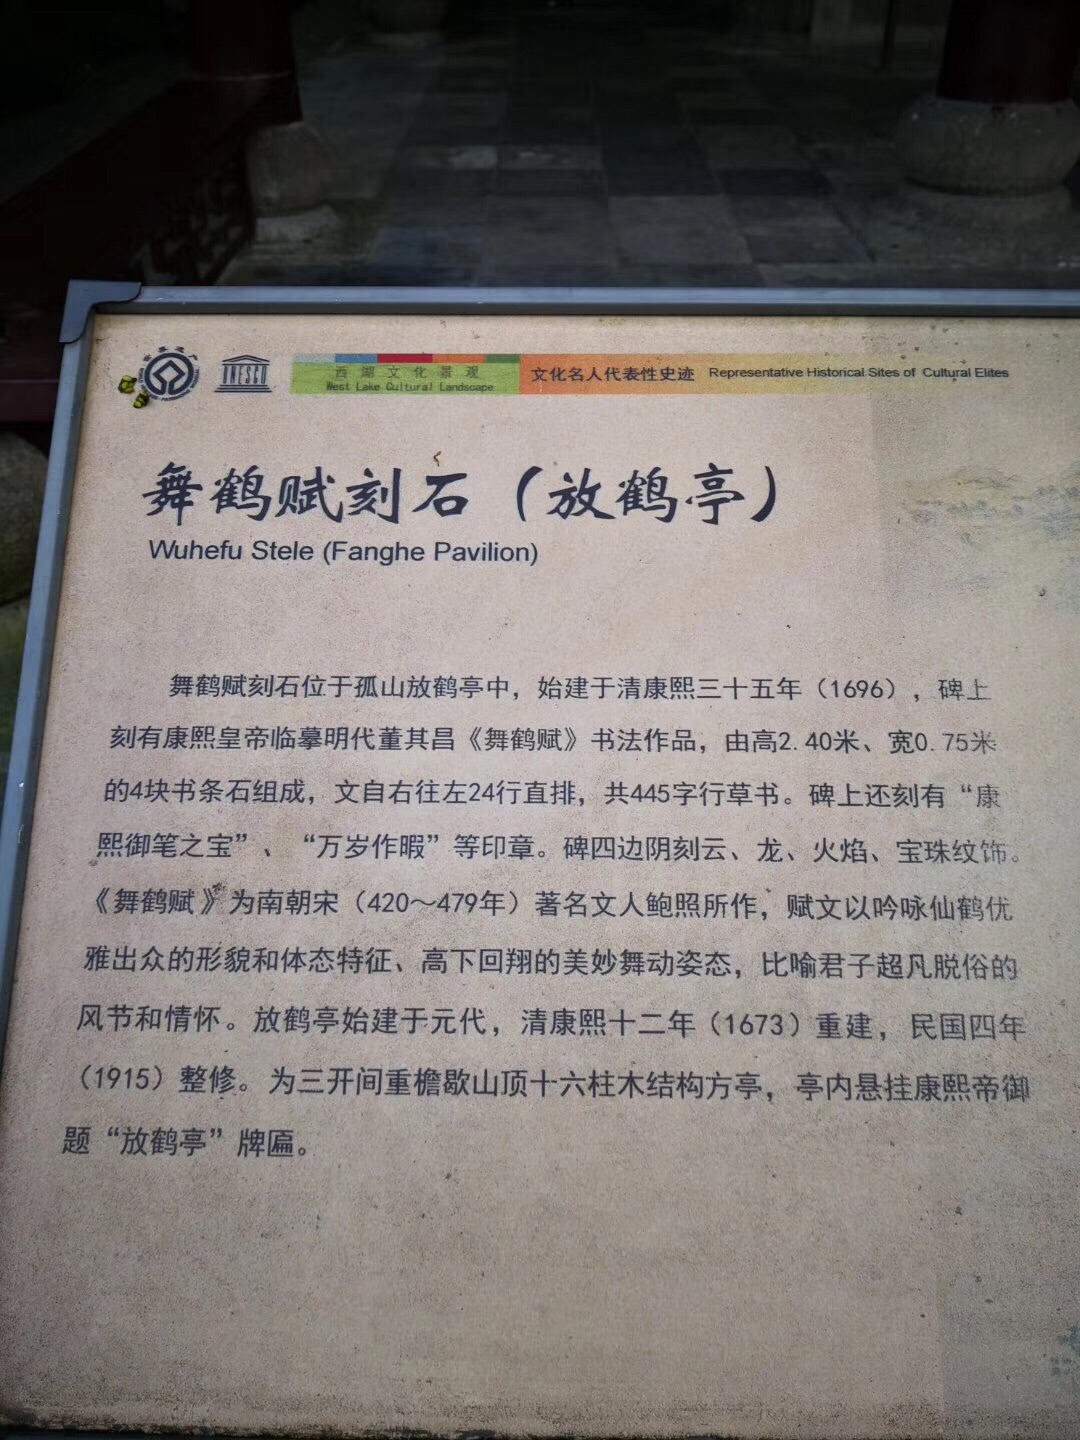 UNESCO
西湖文化景观
West Lake Cultural Landscape
文化名人代表性史迹 Representative Historical Sites of Cultural Elites
舞鹤赋刻石（放鹤亭）
Wuhefu Stele (Fanghe Pavilion)
舞鹤赋刻石位于孤山放鹤亭中，始建于清康熙三十五年（1696），碑上
刻有康熙皇帝临摹明代董其昌《舞鹤赋》书法作品，由高2.40米、宽0.75米
的4块书条石组成，文自右往左24行直排，共445字行草书。碑上还刻有“康
熙御笔之宝”、“万岁作暇”等印章。碑四边阴刻云、龙、火焰、宝珠纹饰。
《舞鹤赋》为南朝宋（420～479年）著名文人鲍照所作，赋文以吟咏仙鹤优
雅出众的形貌和体态特征、高下回翔的美妙舞动姿态，比喻君子超凡脱俗的
风节和情怀。放鹤亭始建于元代，清康熙十二年（1673）重建，民国四年
（1915）整修。为三开间重檐歇山顶十六柱木结构方亭，亭内悬挂康熙帝御
题“放鹤亭”牌匾。